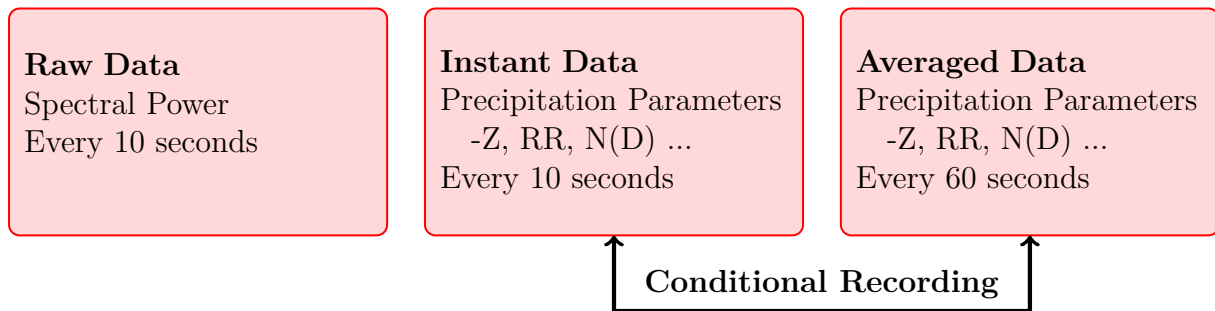 Raw Data
Spectral Power
Every 10 seconds
Instant Data
Precipitation Parameters
-Z, RR, N(D) ...
Every 10 seconds
Averaged Data
Precipitation Parameters
-Z, RR, N(D) ...
Every 60 seconds
Conditional Recording